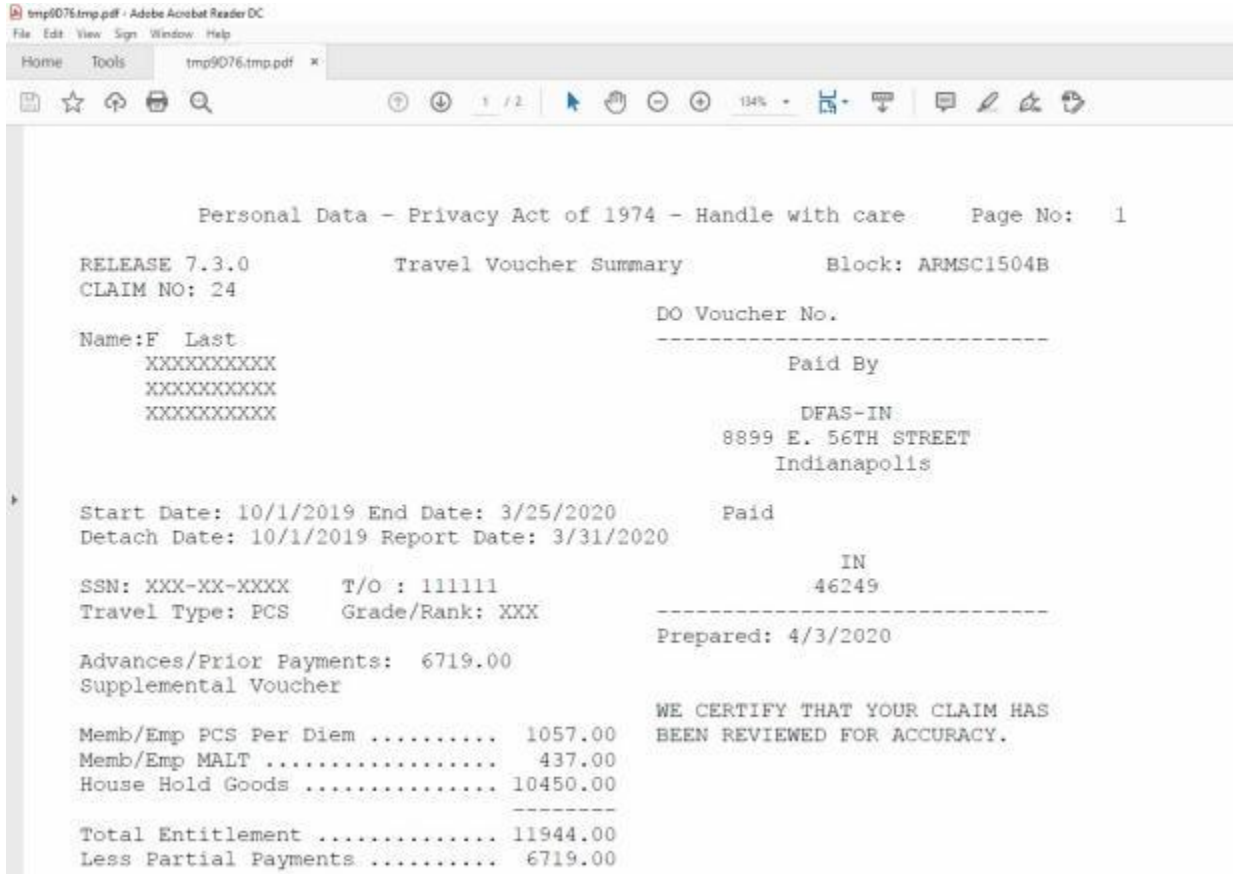 tmp9D76.tmp.pdf - Adobe Acrobat Reader DC
File Edit View Sign Window Help
Home Tools tmp9D76.tmp.pdf ×
1 / 2 134%
Personal Data - Privacy Act of 1974 - Handle with care Page No: 1
RELEASE 7.3.0 Travel Voucher Summary Block: ARMSC1504B
CLAIM NO: 24
DO Voucher No.
Name:F Last ------------------------------
XXXXXXXXXX Paid By
XXXXXXXXXX
XXXXXXXXXX DFAS-IN
8899 E. 56TH STREET
Indianapolis
Start Date: 10/1/2019 End Date: 3/25/2020 Paid
Detach Date: 10/1/2019 Report Date: 3/31/2020
IN
SSN: XXX-XX-XXXX T/O : 111111 46249
Travel Type: PCS Grade/Rank: XXX ------------------------------
Prepared: 4/3/2020
Advances/Prior Payments: 6719.00
Supplemental Voucher
WE CERTIFY THAT YOUR CLAIM HAS
Memb/Emp PCS Per Diem .......... 1057.00 BEEN REVIEWED FOR ACCURACY.
Memb/Emp MALT .................. 437.00
House Hold Goods ............... 10450.00
--------
Total Entitlement .............. 11944.00
Less Partial Payments .......... 6719.00